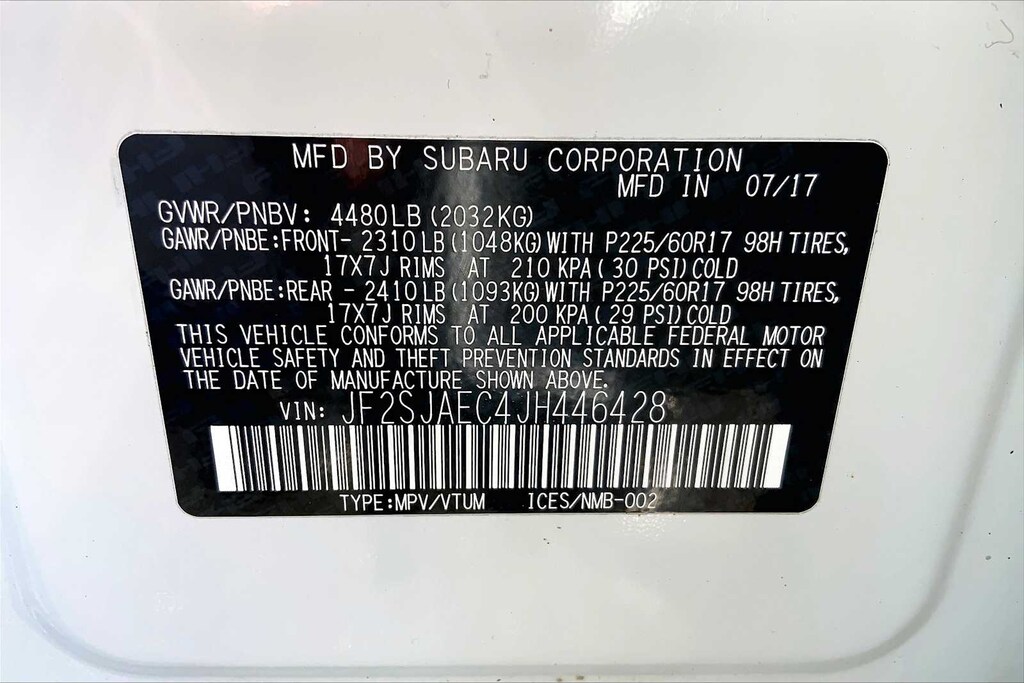 MFD BY SUBARU CORPORATION
MFD IN 07/17
GVWR/PNBV: 4480LB (2032KG)
GAWR/PNBE:FRONT- 2310 LB (1048KG) WITH P225/60R17 98H TIRES,
17X7J RIMS AT 210 KPA ( 30 PSI) COLD
GAWR/PNBE:REAR - 2410 LB (1093KG) WITH P225/60R17 98H TIRES,
17X7J RIMS AT 200 KPA ( 29 PSI) COLD
THIS VEHICLE CONFORMS TO ALL APPLICABLE FEDERAL MOTOR
VEHICLE SAFETY AND THEFT PREVENTION STANDARDS IN EFFECT ON
THE DATE OF MANUFACTURE SHOWN ABOVE.
VIN: JF2SJAEC4JH446428
TYPE:MPV/VTUM ICES/NMB-002